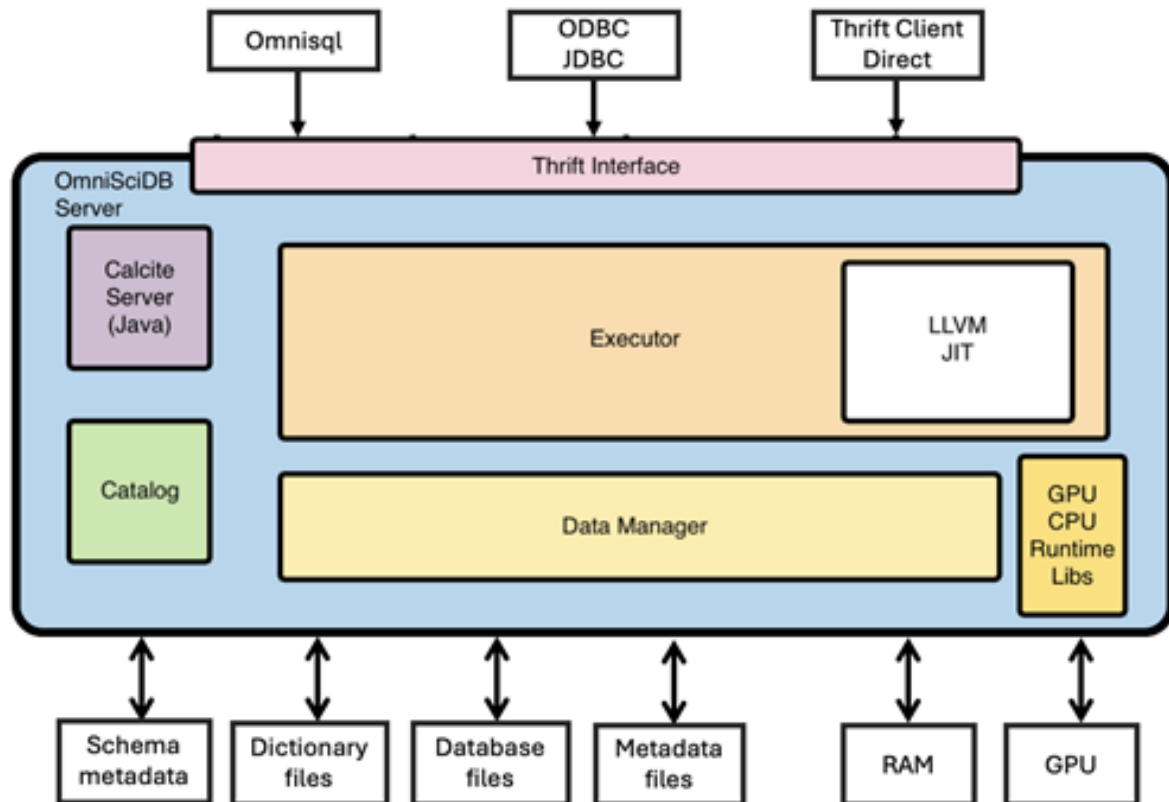 Omnisql
ODBC
JDBC
Thrift Client
Direct
Thrift Interface
OmniSciDB
Server
Calcite
Server
(Java)
Executor
LLVM
JIT
Catalog
Data Manager
GPU
CPU
Runtime
Libs
Schema
metadata
Dictionary
files
Database
files
Metadata
files
RAM
GPU